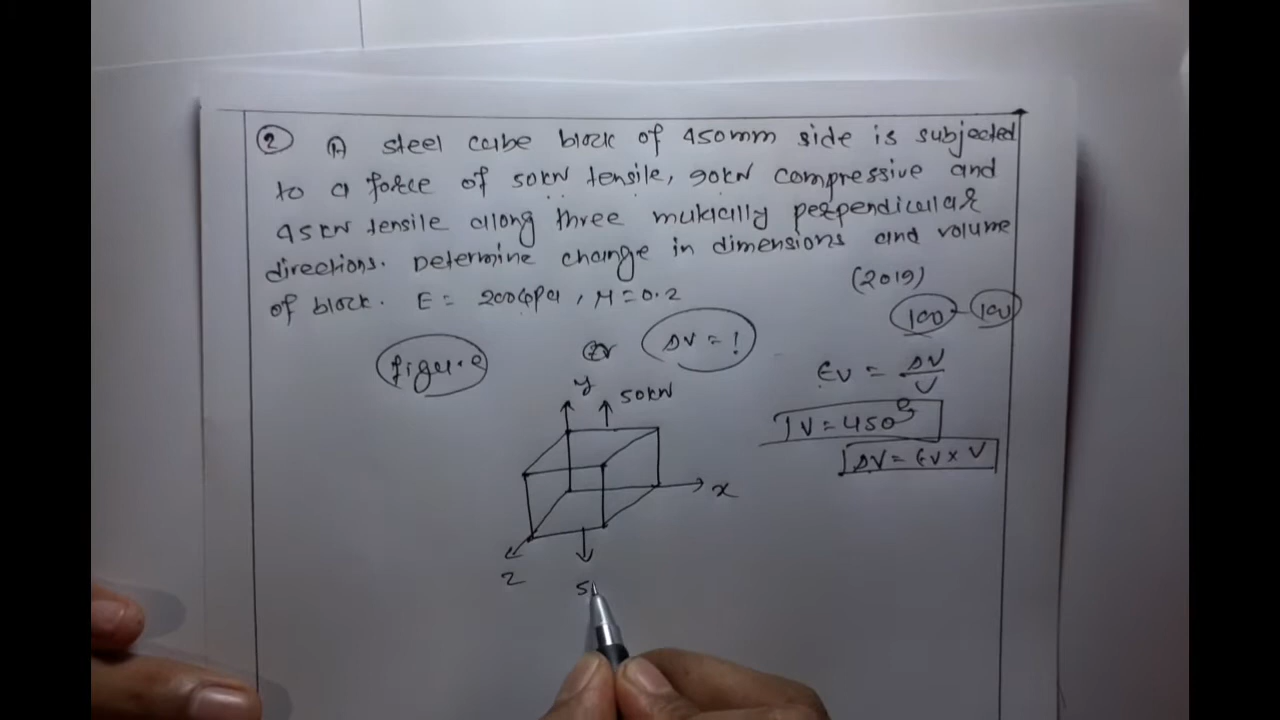 ② A steel cube block of 450mm side is subjected
to a force of 50kN tensile, 90kN compressive and
45kN tensile along three mutually perpendicular
directions. Determine change in dimensions and volume
of block. E = 200Gpa, μ = 0.2
(2019)
100 - 100
figure
or
ΔV = ?
εv = ΔV/V
V = 450³
ΔV = εv × V
y
50kN
x
z
5